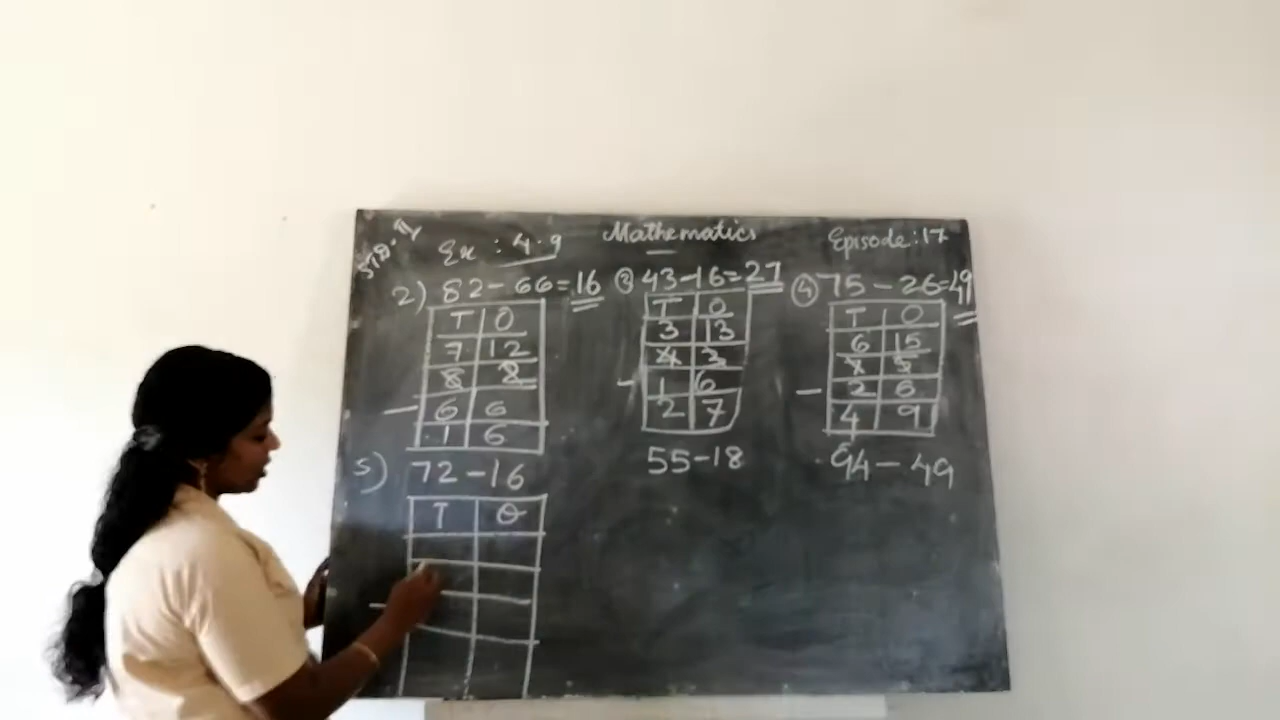 STD. II
Ex : 4.9
Mathematics
Episode: 17
2) 82 - 66 = 16
T O
7 12
8 2
- 6 6
1 6
③ 43 - 16 = 27
T O
3 13
4 3
- 1 6
2 7
④ 75 - 26 = 49
T O
6 15
7 5
- 2 6
4 9
5) 72 - 16
T O
-
55 - 18
94 - 49